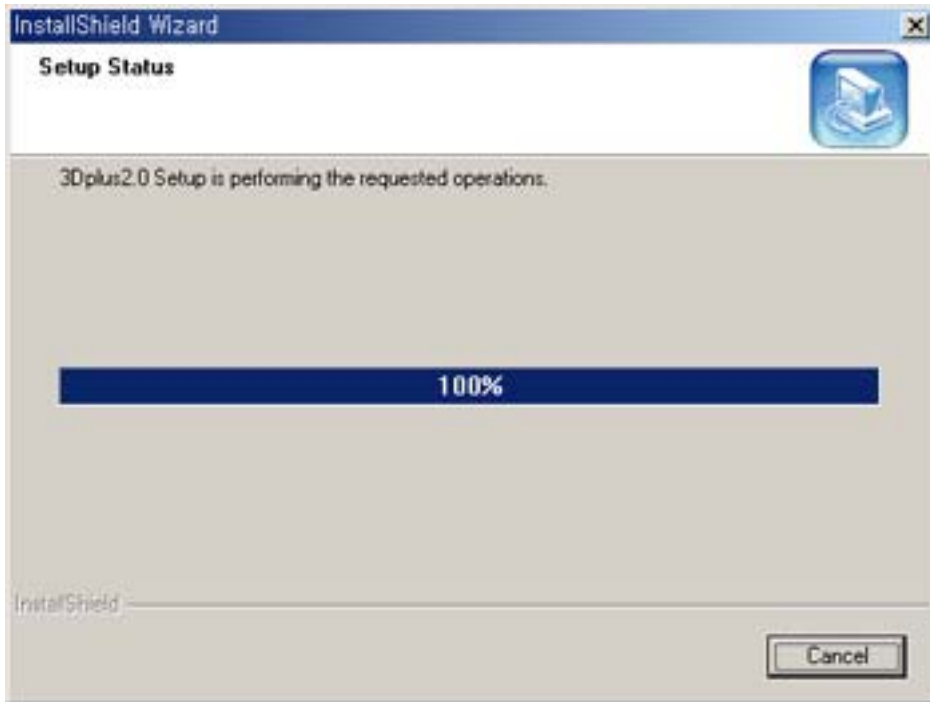 InstallShield Wizard
Setup Status
3Dplus2.0 Setup is performing the requested operations.
100%
InstallShield
Cancel